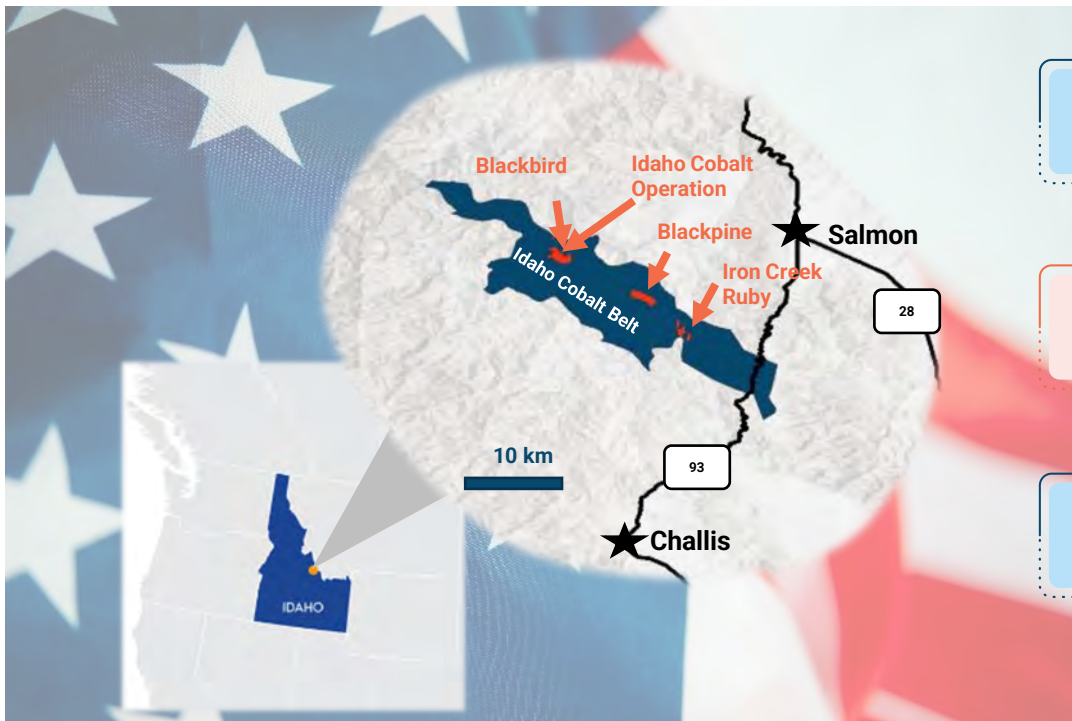 Blackbird
Idaho Cobalt
Operation
Blackpine
Salmon
Iron Creek
Ruby
Idaho Cobalt Belt
28
10 km
93
Challis
IDAHO